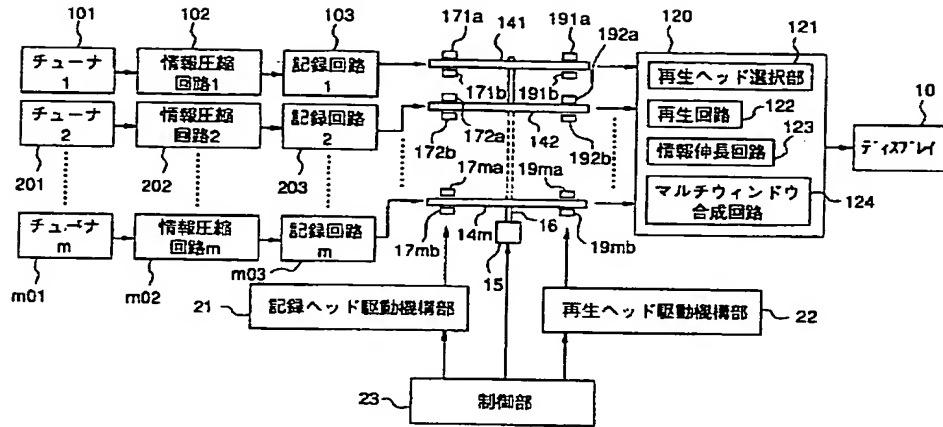 101
102
103
171a
141
191a
192a
120
121
チューナ
1
情報圧縮
回路1
記録回路
1
171b
191b
再生ヘッド選択部
チューナ
2
情報圧縮
回路2
記録回路
2
172b
172a
142
192b
再生回路
122
情報伸長回路
123
10
ディスプレイ
201
202
203
17ma
19ma
マルチウィンドウ
合成回路
124
チューナ
m
情報圧縮
回路m
記録回路
m
17mb
14m
16
19mb
m01
m02
m03
15
21
記録ヘッド駆動機構部
再生ヘッド駆動機構部
22
23
制御部